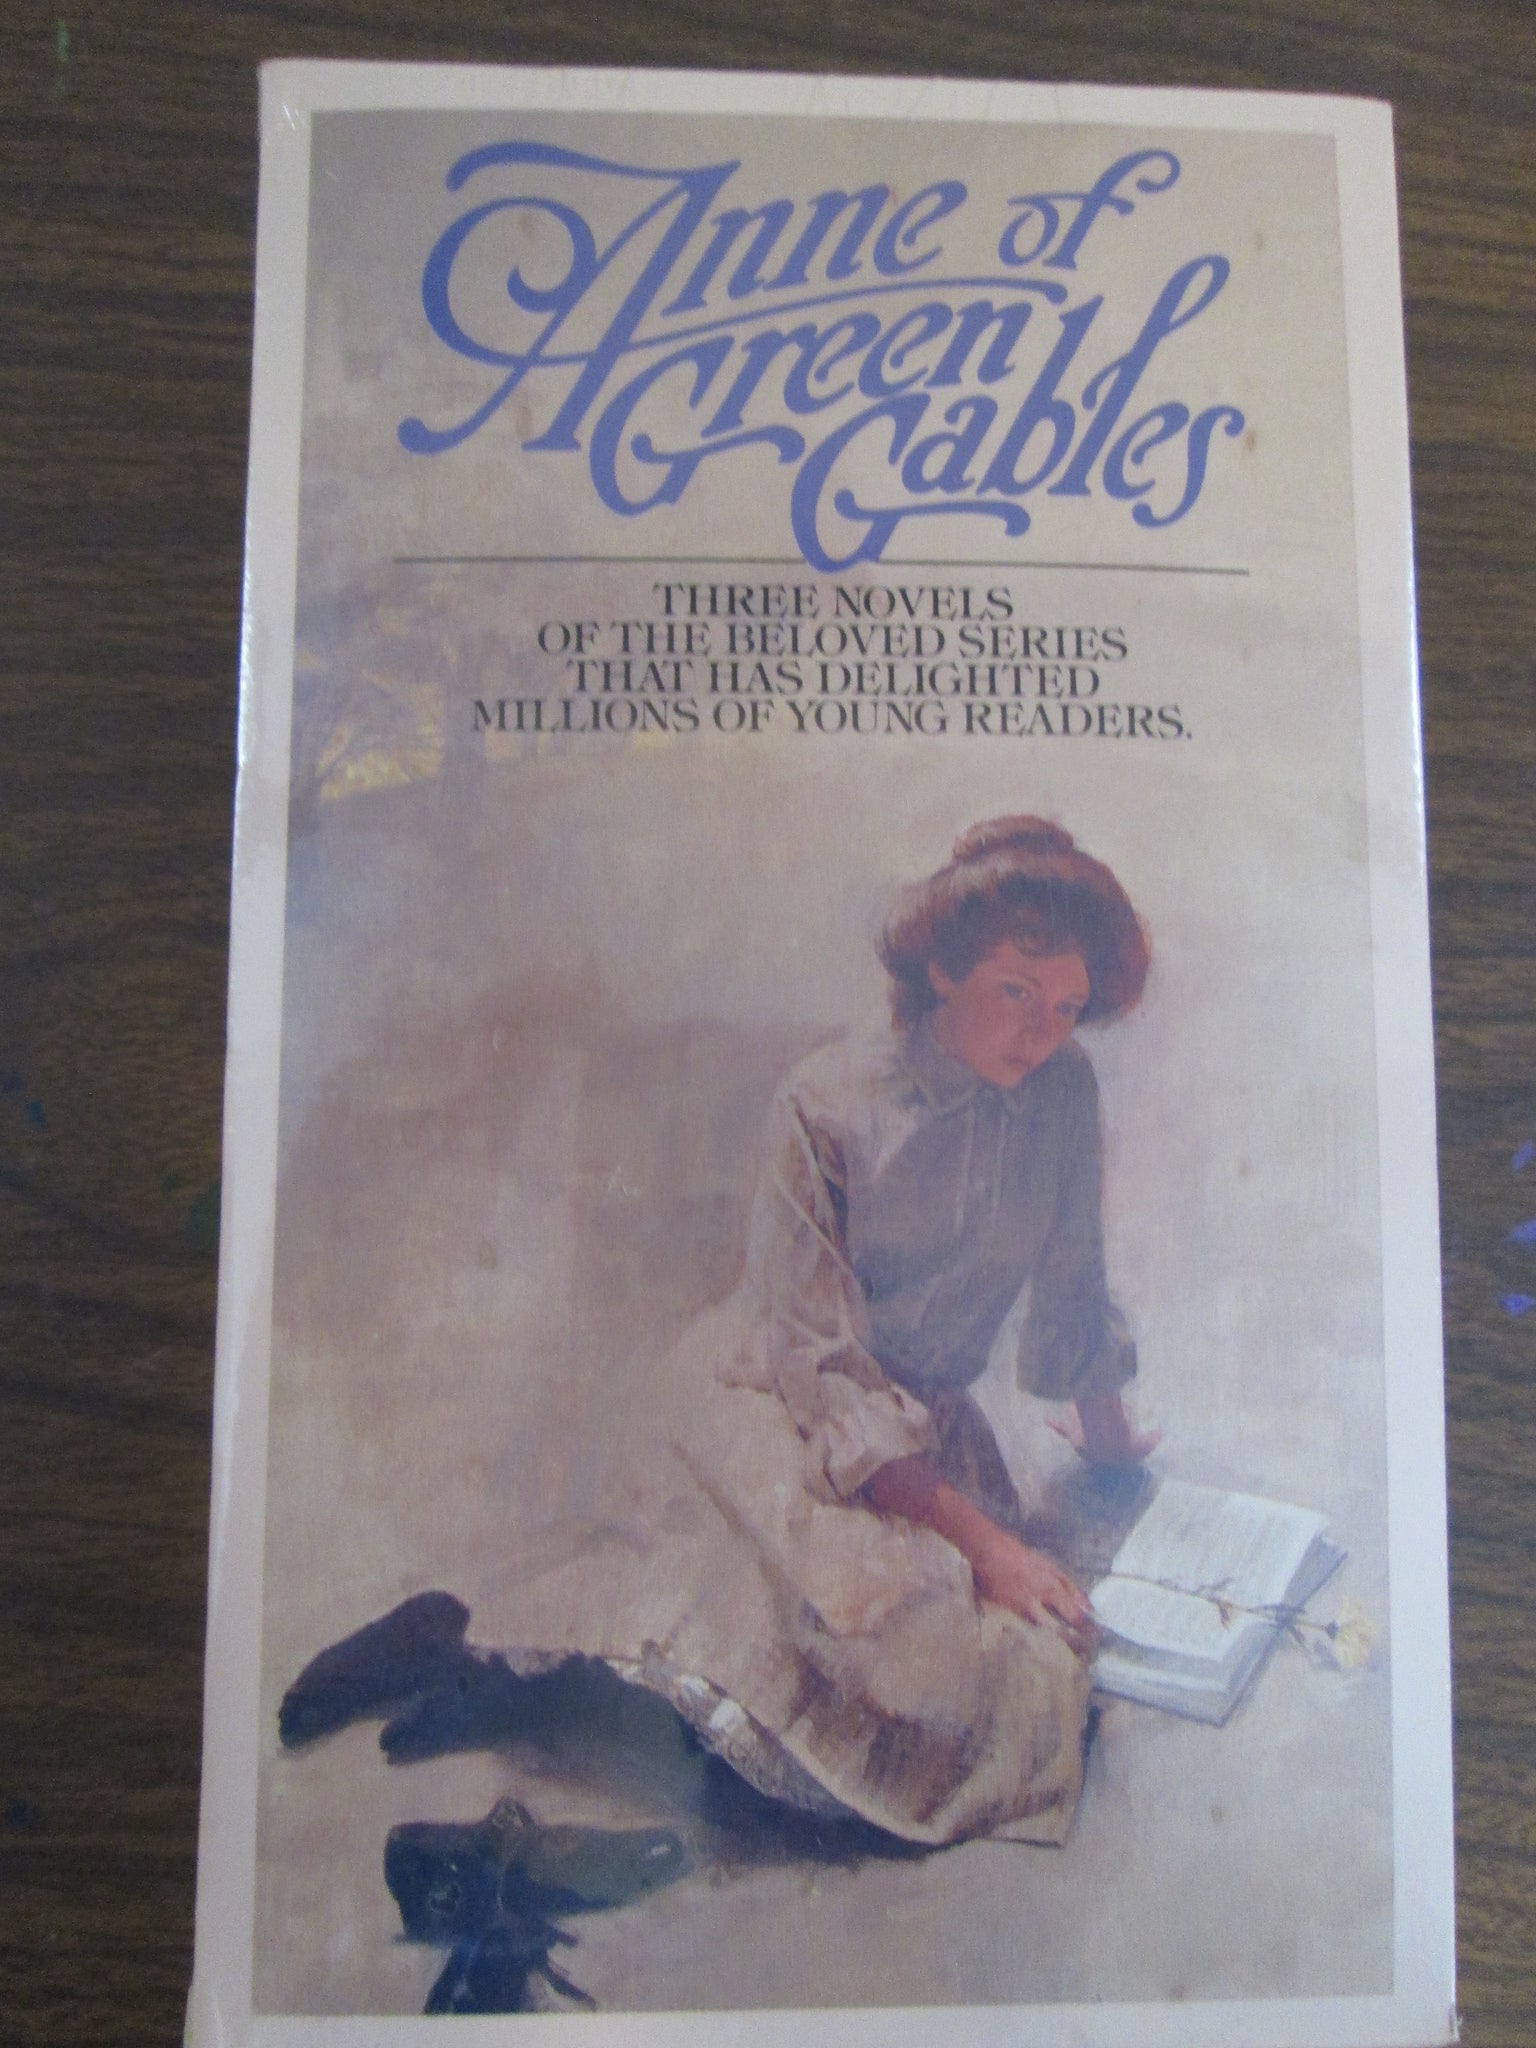 Anne of
Green
Gables
THREE NOVELS
OF THE BELOVED SERIES
THAT HAS DELIGHTED
MILLIONS OF YOUNG READERS.